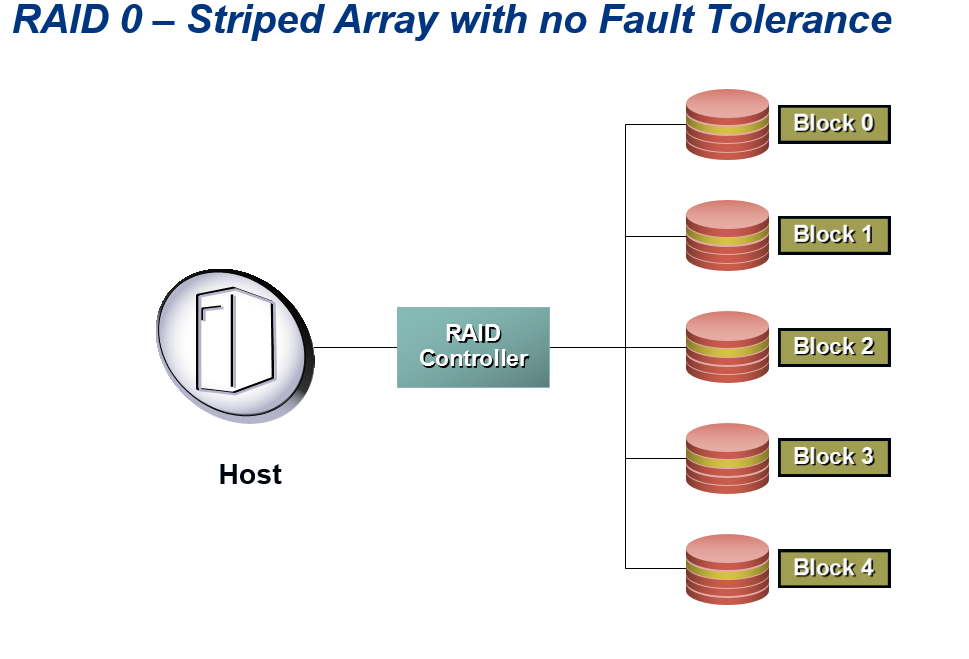 RAID 0 – Striped Array with no Fault Tolerance
Block 0
Block 1
RAID
Controller
Block 2
Block 3
Host
Block 4